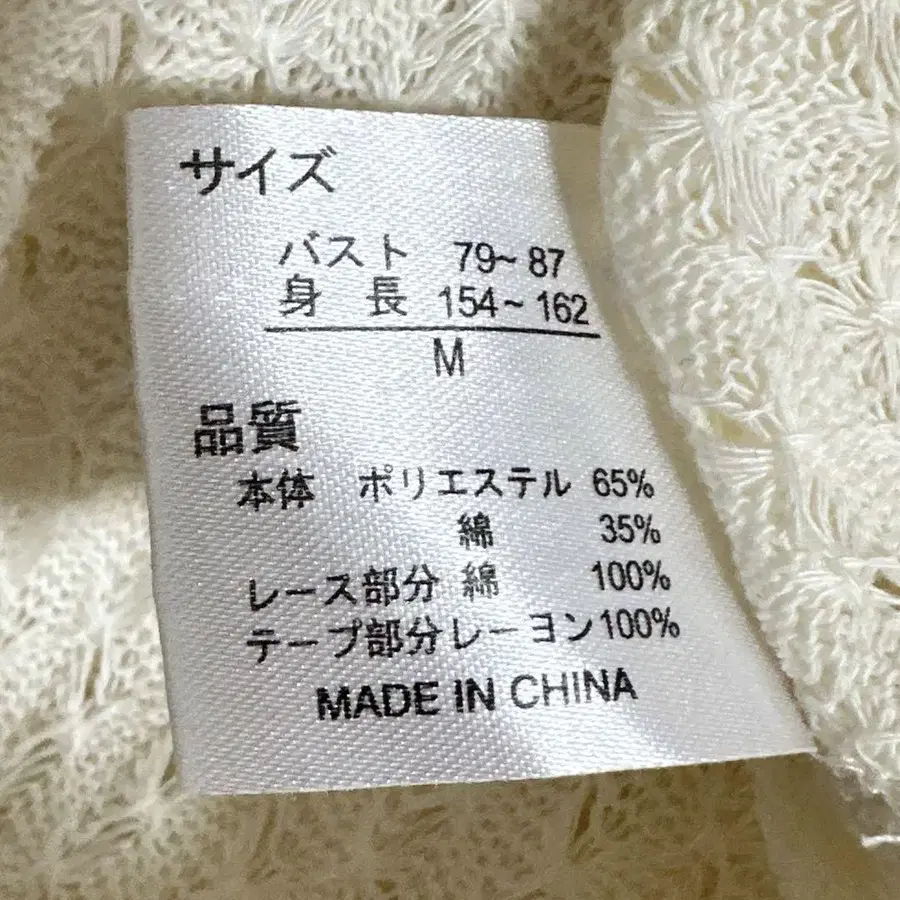 サイズ
バスト 79~87
身長 154~162
M
品質
本体 ポリエステル 65%
綿 35%
レース部分 綿 100%
テープ部分レーヨン100%
MADE IN CHINA